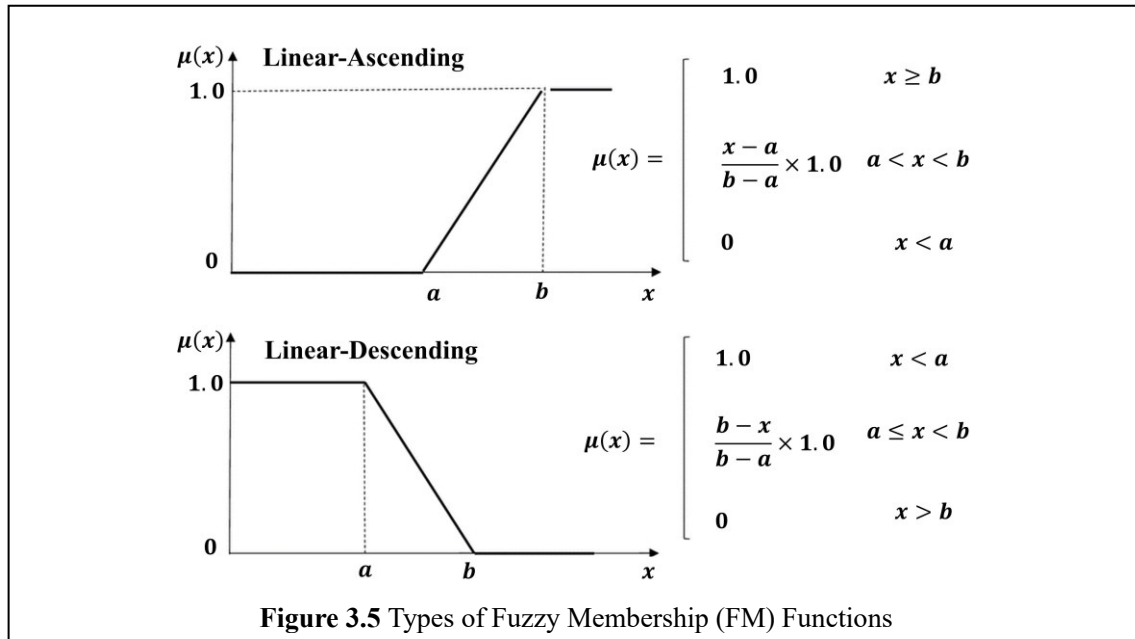 μ(x) Linear-Ascending
1.0
0
a b x
μ(x) =
1.0 x ≥ b
x − a / b − a × 1.0 a < x < b
0 x < a
μ(x) Linear-Descending
1.0
0
a b x
μ(x) =
1.0 x < a
b − x / b − a × 1.0 a ≤ x < b
0 x > b
Figure 3.5 Types of Fuzzy Membership (FM) Functions